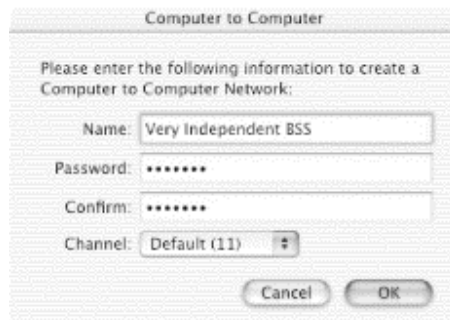 Computer to Computer
Please enter the following information to create a
Computer to Computer Network:
Name: Very Independent BSS
Password: •••••••
Confirm: •••••••
Channel: Default (11)
Cancel OK